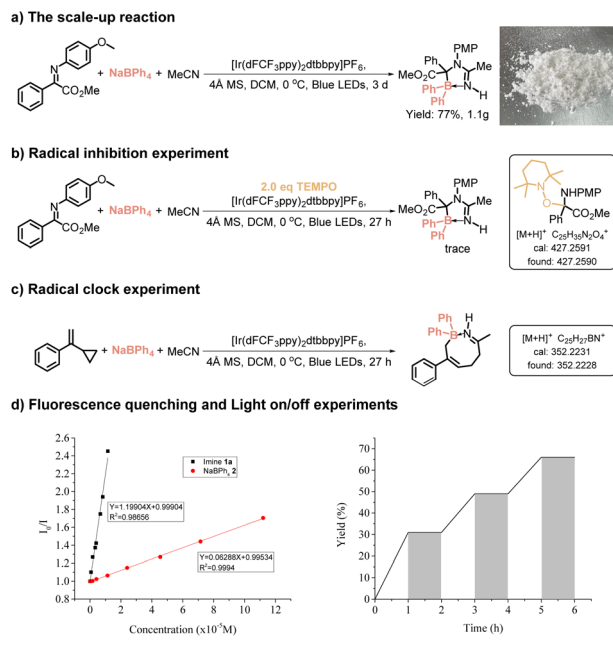 a) The scale-up reaction
O
N
CO₂Me
+ NaBPh₄ + MeCN
[Ir(dFCF₃ppy)₂dtbbpy]PF₆,
4Å MS, DCM, 0 °C, Blue LEDs, 3 d
PMP
Ph
N
MeO₂C
Me
Ph
B
N
Ph
H
Yield: 77%, 1.1g
b) Radical inhibition experiment
O
N
CO₂Me
+ NaBPh₄ + MeCN
2.0 eq TEMPO
[Ir(dFCF₃ppy)₂dtbbpy]PF₆,
4Å MS, DCM, 0 °C, Blue LEDs, 27 h
PMP
Ph
N
MeO₂C
Me
Ph
B
N
Ph
H
trace
N
O
NHPMP
Ph
CO₂Me
[M+H]⁺ C₂₅H₃₅N₂O₄⁺
cal: 427.2591
found: 427.2590
c) Radical clock experiment
+ NaBPh₄ + MeCN
[Ir(dFCF₃ppy)₂dtbbpy]PF₆,
4Å MS, DCM, 0 °C, Blue LEDs, 27 h
Ph
Ph
H
B
N
[M+H]⁺ C₂₅H₂₇BN⁺
cal: 352.2231
found: 352.2228
d) Fluorescence quenching and Light on/off experiments
2.6
2.4
2.2
2.0
1.8
1.6
1.4
1.2
1.0
0.8
I₀/I
Imine 1a
NaBPh₄ 2
Y=1.19904X+0.99904
R²=0.98656
Y=0.06288X+0.99534
R²=0.9994
0 2 4 6 8 10 12
Concentration (x10⁻⁵M)
70
60
50
40
30
20
10
0
Yield (%)
0 1 2 3 4 5 6
Time (h)